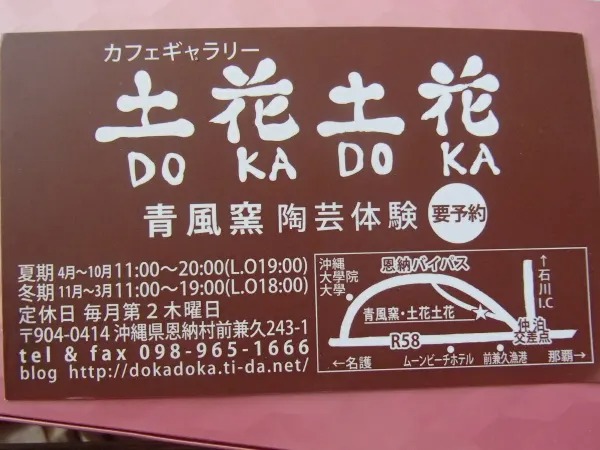 カフェギャラリー
土花土花
DO KA DO KA
青風窯 陶芸体験 要予約
夏期 4月〜10月 11:00〜20:00(L.O19:00)
冬期 11月〜3月 11:00〜19:00(L.O18:00)
定休日 毎月第2木曜日
〒904-0414 沖縄県恩納村前兼久243-1
tel & fax 098-965-1666
blog http://dokadoka.ti-da.net/
沖縄
大學院
大學
恩納バイパス
↑
石川
I.C
青風窯・土花土花
仲泊
交差点
R58
←名護
ムーンビーチホテル
前兼久漁港
那覇→